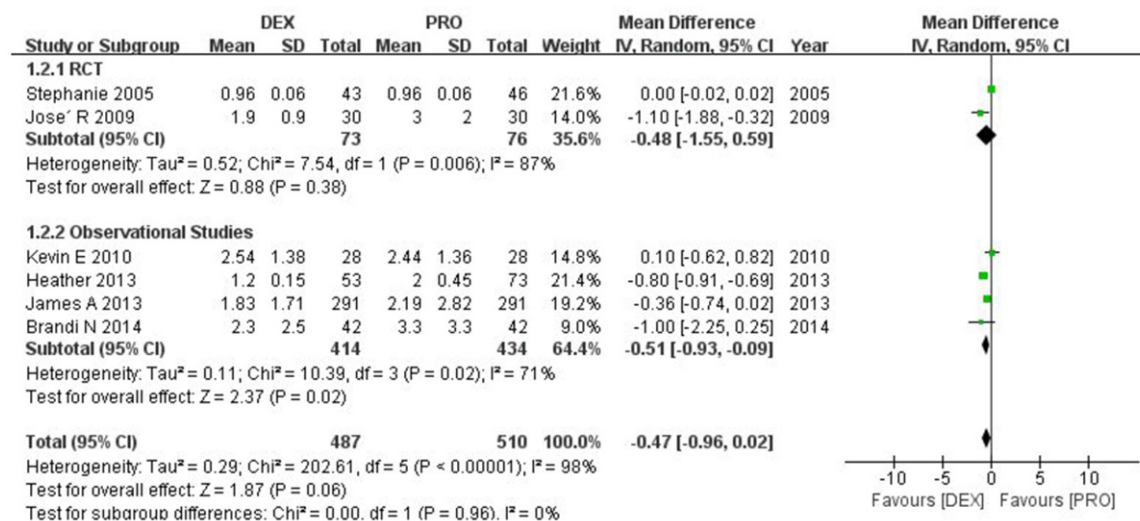 DEX PRO Mean Difference Mean Difference
Study or Subgroup Mean SD Total Mean SD Total Weight IV, Random, 95% CI Year IV, Random, 95% CI
1.2.1 RCT
Stephanie 2005 0.96 0.06 43 0.96 0.06 46 21.6% 0.00 [-0.02, 0.02] 2005
Jose´ R 2009 1.9 0.9 30 3 2 30 14.0% -1.10 [-1.88, -0.32] 2009
Subtotal (95% CI) 73 76 35.6% -0.48 [-1.55, 0.59]
Heterogeneity: Tau² = 0.52; Chi² = 7.54, df = 1 (P = 0.006); I² = 87%
Test for overall effect: Z = 0.88 (P = 0.38)
1.2.2 Observational Studies
Kevin E 2010 2.54 1.38 28 2.44 1.36 28 14.8% 0.10 [-0.62, 0.82] 2010
Heather 2013 1.2 0.15 53 2 0.45 73 21.4% -0.80 [-0.91, -0.69] 2013
James A 2013 1.83 1.71 291 2.19 2.82 291 19.2% -0.36 [-0.74, 0.02] 2013
Brandi N 2014 2.3 2.5 42 3.3 3.3 42 9.0% -1.00 [-2.25, 0.25] 2014
Subtotal (95% CI) 414 434 64.4% -0.51 [-0.93, -0.09]
Heterogeneity: Tau² = 0.11; Chi² = 10.39, df = 3 (P = 0.02); I² = 71%
Test for overall effect: Z = 2.37 (P = 0.02)
Total (95% CI) 487 510 100.0% -0.47 [-0.96, 0.02]
Heterogeneity: Tau² = 0.29; Chi² = 202.61, df = 5 (P < 0.00001); I² = 98%
Test for overall effect: Z = 1.87 (P = 0.06)
Test for subgroup differences: Chi² = 0.00, df = 1 (P = 0.96), I² = 0%
-10 -5 0 5 10
Favours [DEX] Favours [PRO]